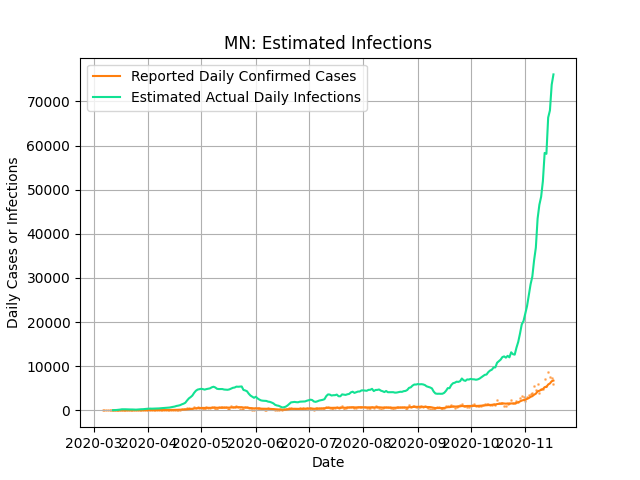 MN: Estimated Infections
Reported Daily Confirmed Cases
Estimated Actual Daily Infections
Daily Cases or Infections
70000
60000
50000
40000
30000
20000
10000
0
2020-03 2020-04 2020-05 2020-06 2020-07 2020-08 2020-09 2020-10 2020-11
Date